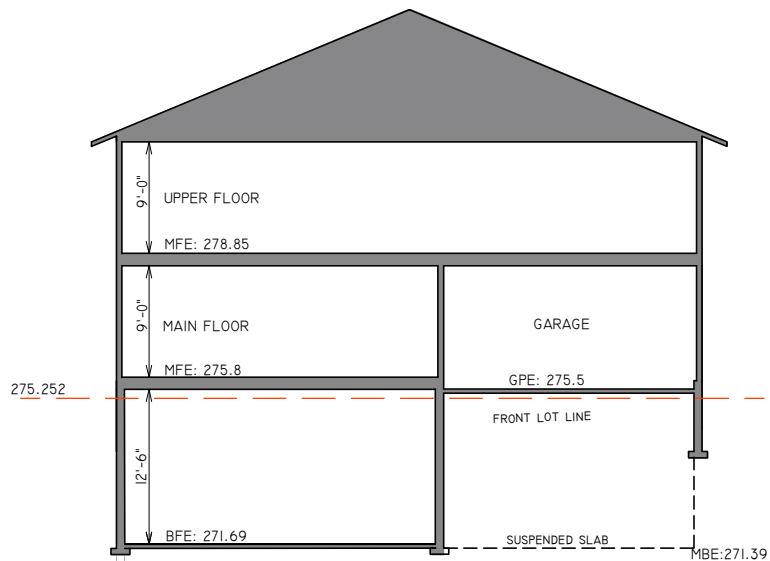 9'-0"
UPPER FLOOR
MFE: 278.85
9'-0"
MAIN FLOOR
GARAGE
MFE: 275.8
GPE: 275.5
275.252
FRONT LOT LINE
12'-6"
BFE: 271.69
SUSPENDED SLAB
MBE:271.39